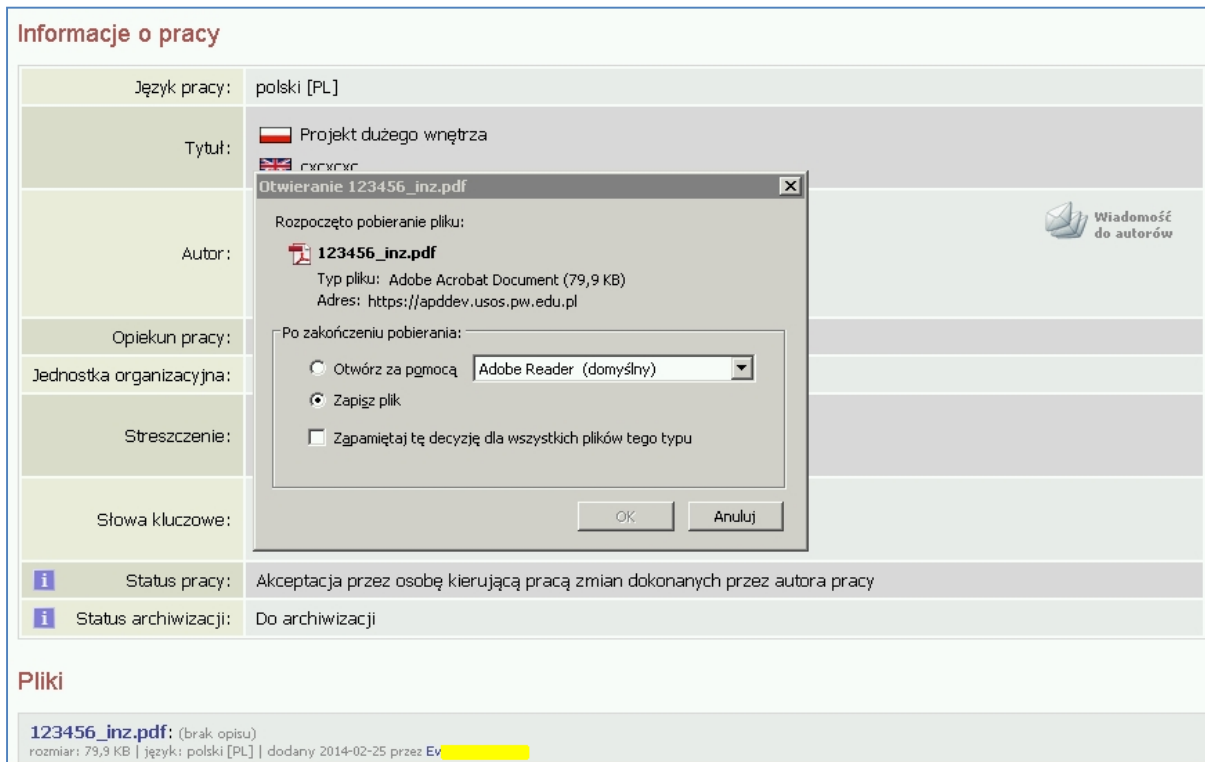 Informacje o pracy
Język pracy: polski [PL]
Tytuł: Projekt dużego wnętrza
cxcxcxc
Otwieranie 123456_inz.pdf
Rozpoczęto pobieranie pliku:
123456_inz.pdf
Typ pliku: Adobe Acrobat Document (79,9 KB)
Adres: https://apddev.usos.pw.edu.pl
Po zakończeniu pobierania:
Otwórz za pomocą Adobe Reader (domyślny)
Zapisz plik
Zapamiętaj tę decyzję dla wszystkich plików tego typu
OK Anuluj
Autor:
Wiadomość
do autorów
Opiekun pracy:
Jednostka organizacyjna:
Streszczenie:
Słowa kluczowe:
i Status pracy: Akceptacja przez osobę kierującą pracą zmian dokonanych przez autora pracy
i Status archiwizacji: Do archiwizacji
Pliki
123456_inz.pdf: (brak opisu)
rozmiar: 79,9 KB | język: polski [PL] | dodany 2014-02-25 przez Ev